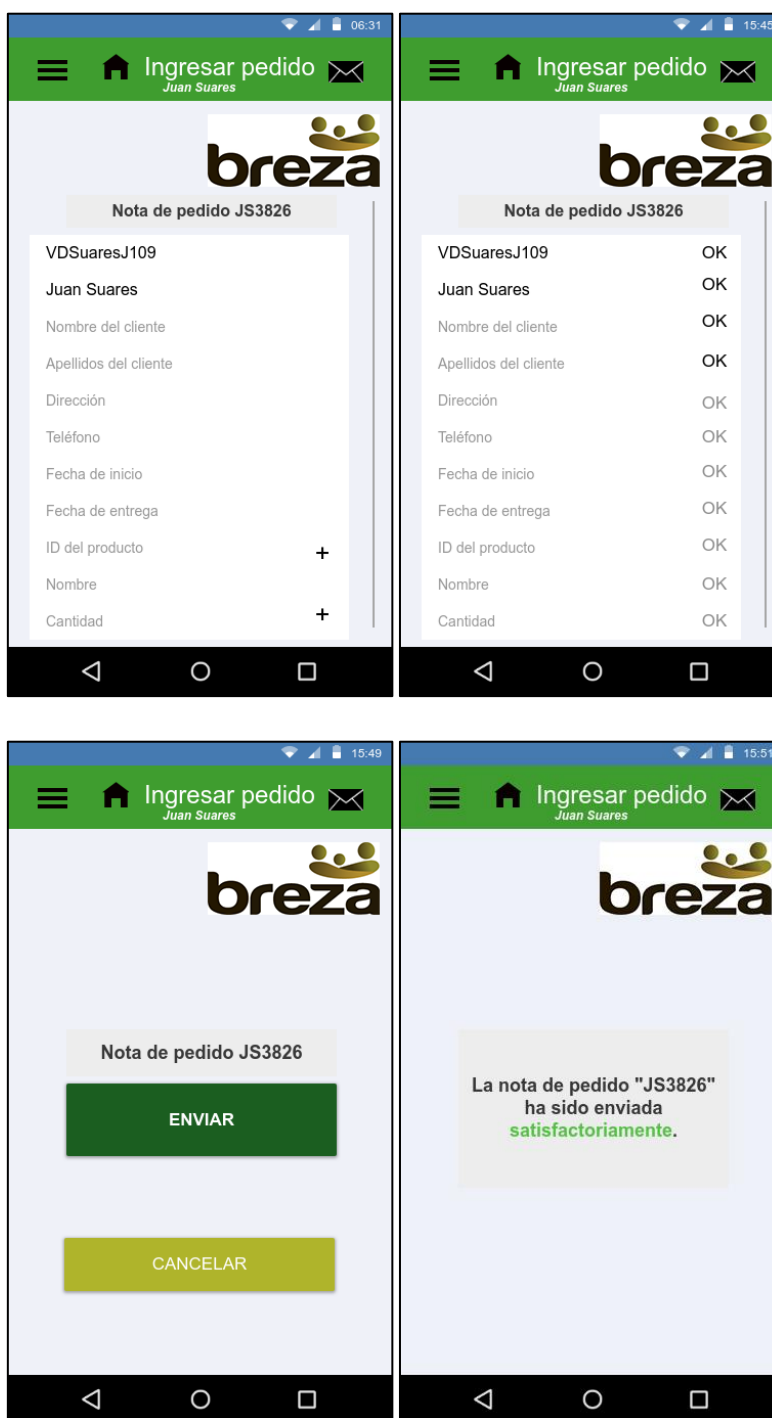 06:31
Ingresar pedido
Juan Suares
breza
Nota de pedido JS3826
VDSuaresJ109
Juan Suares
Nombre del cliente
Apellidos del cliente
Dirección
Teléfono
Fecha de inicio
Fecha de entrega
ID del producto +
Nombre
Cantidad +
15:45
Ingresar pedido
Juan Suares
breza
Nota de pedido JS3826
VDSuaresJ109 OK
Juan Suares OK
Nombre del cliente OK
Apellidos del cliente OK
Dirección OK
Teléfono OK
Fecha de inicio OK
Fecha de entrega OK
ID del producto OK
Nombre OK
Cantidad OK
15:49
Ingresar pedido
Juan Suares
breza
Nota de pedido JS3826
ENVIAR
CANCELAR
15:51
Ingresar pedido
Juan Suares
breza
La nota de pedido "JS3826"
ha sido enviada
satisfactoriamente.